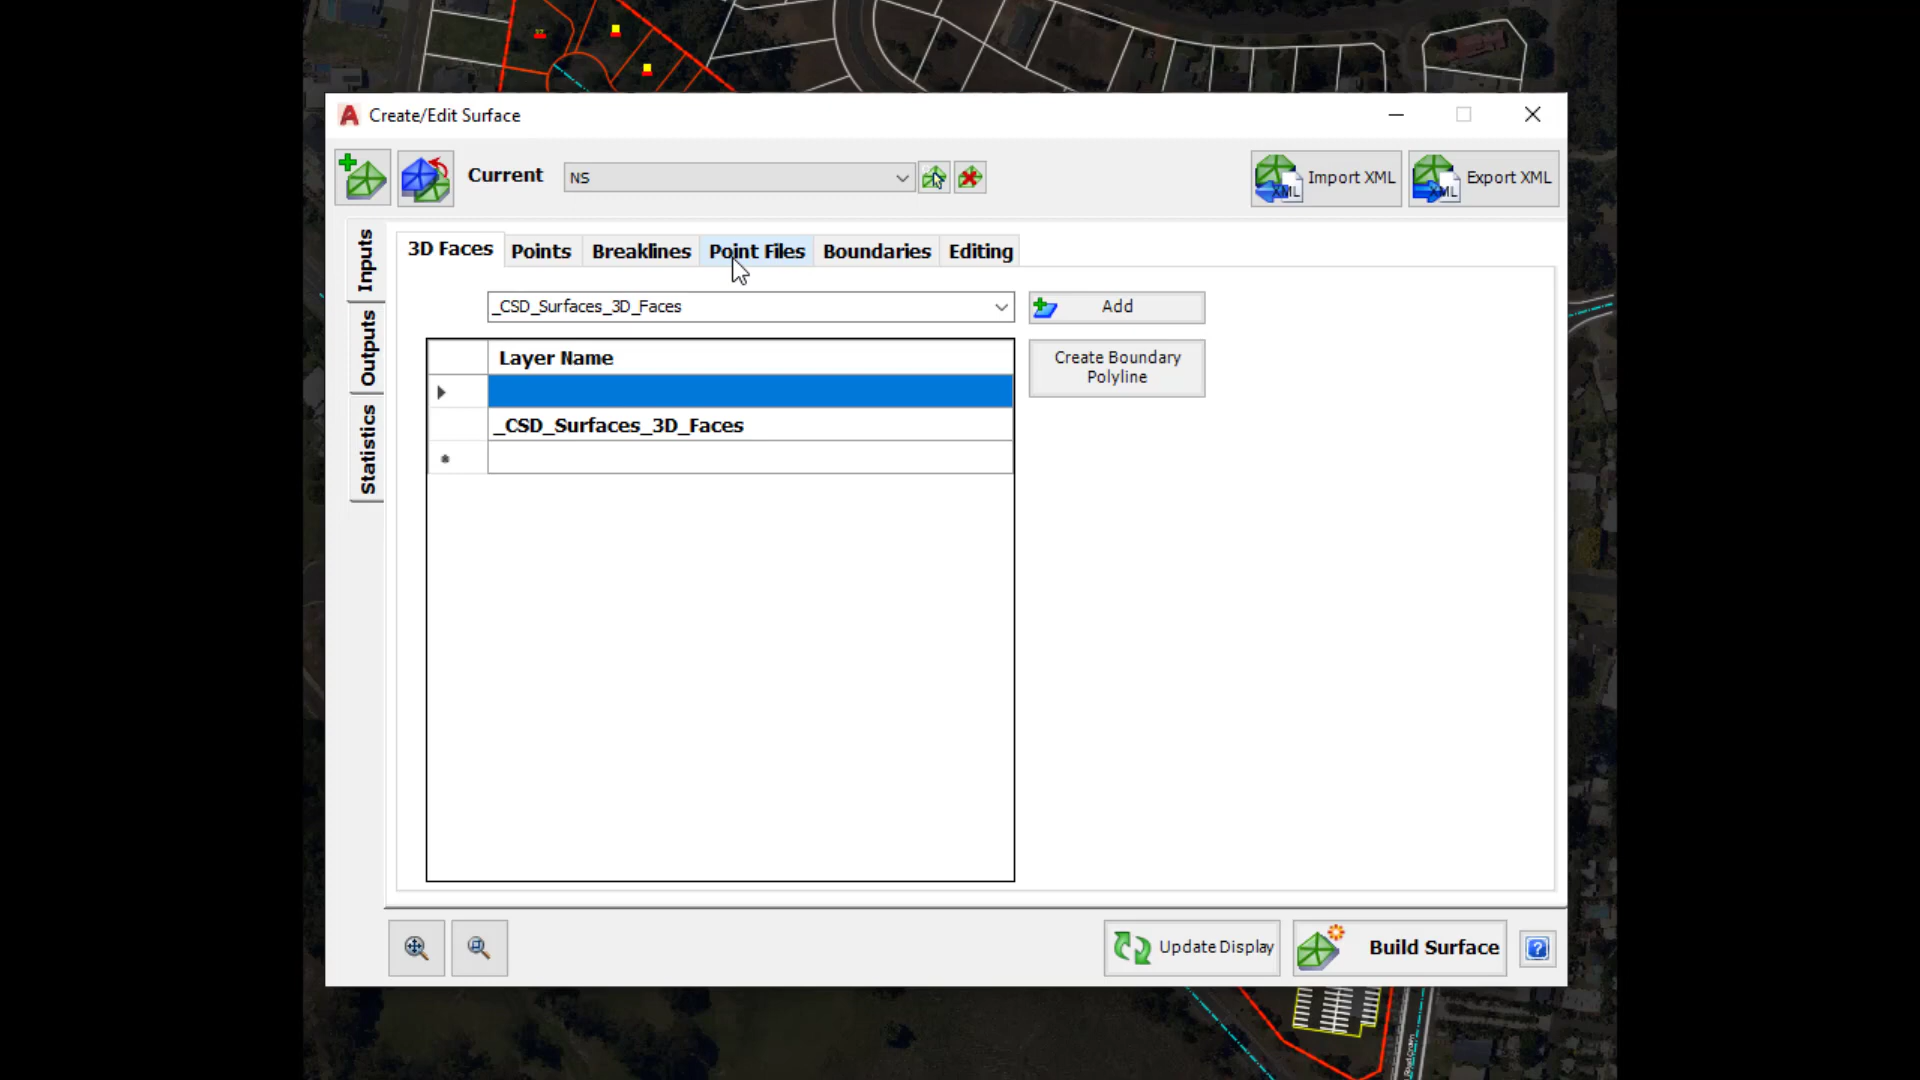 Create/Edit Surface
Current
NS
Import XML
Export XML
Inputs
Outputs
Statistics
3D Faces
Points
Breaklines
Point Files
Boundaries
Editing
_CSD_Surfaces_3D_Faces
Add
Create Boundary
Polyline
Layer Name
_CSD_Surfaces_3D_Faces
Update Display
Build Surface